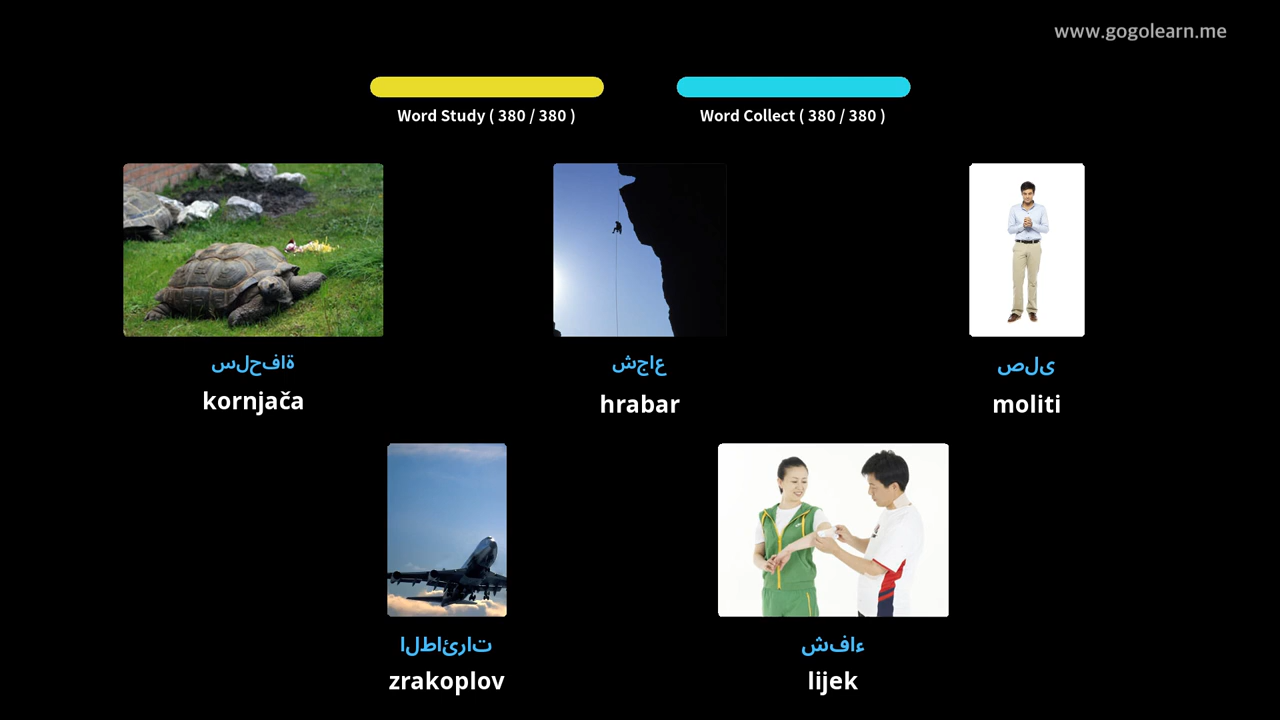 www.gogolearn.me
Word Study ( 380 / 380 )
Word Collect ( 380 / 380 )
سلحفاة
kornjača
شجاع
hrabar
صلى
moliti
الطائرات
zrakoplov
شفاء
lijek